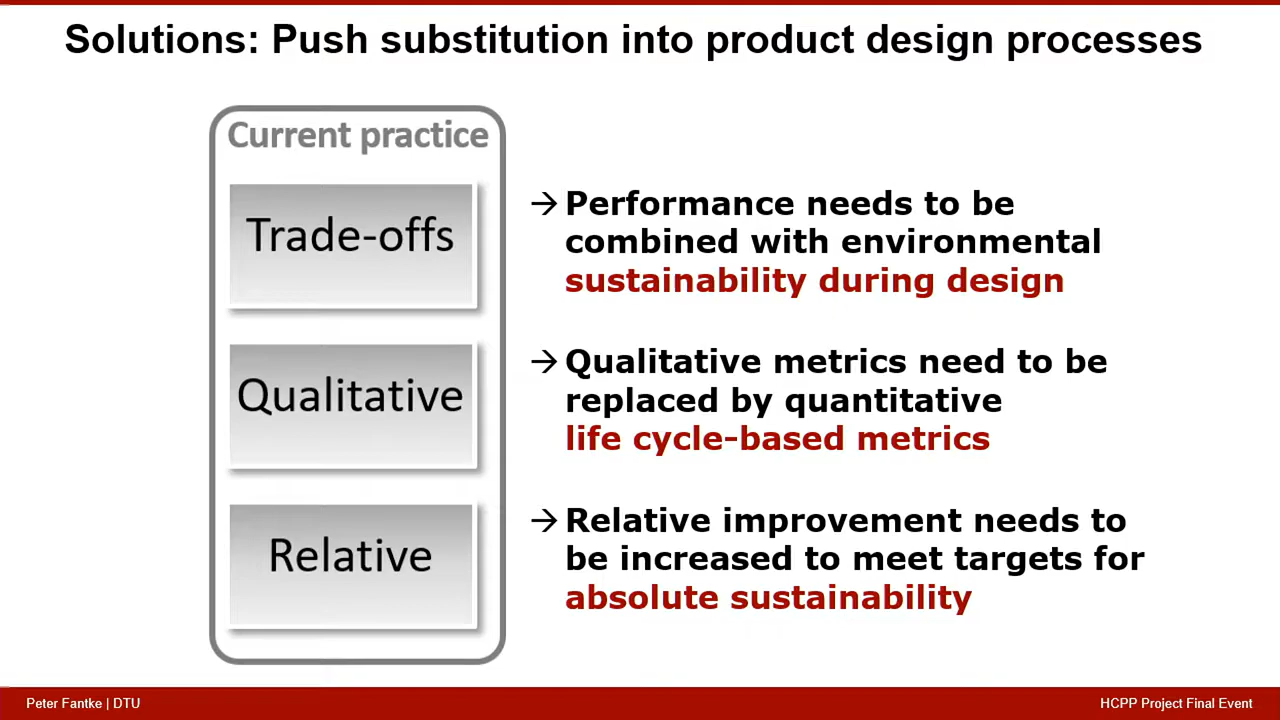 Solutions: Push substitution into product design processes
Current practice
Trade-offs
→ Performance needs to be
combined with environmental
sustainability during design
Qualitative
→ Qualitative metrics need to be
replaced by quantitative
life cycle-based metrics
Relative
→ Relative improvement needs to
be increased to meet targets for
absolute sustainability
Peter Fantke | DTU
HCPP Project Final Event